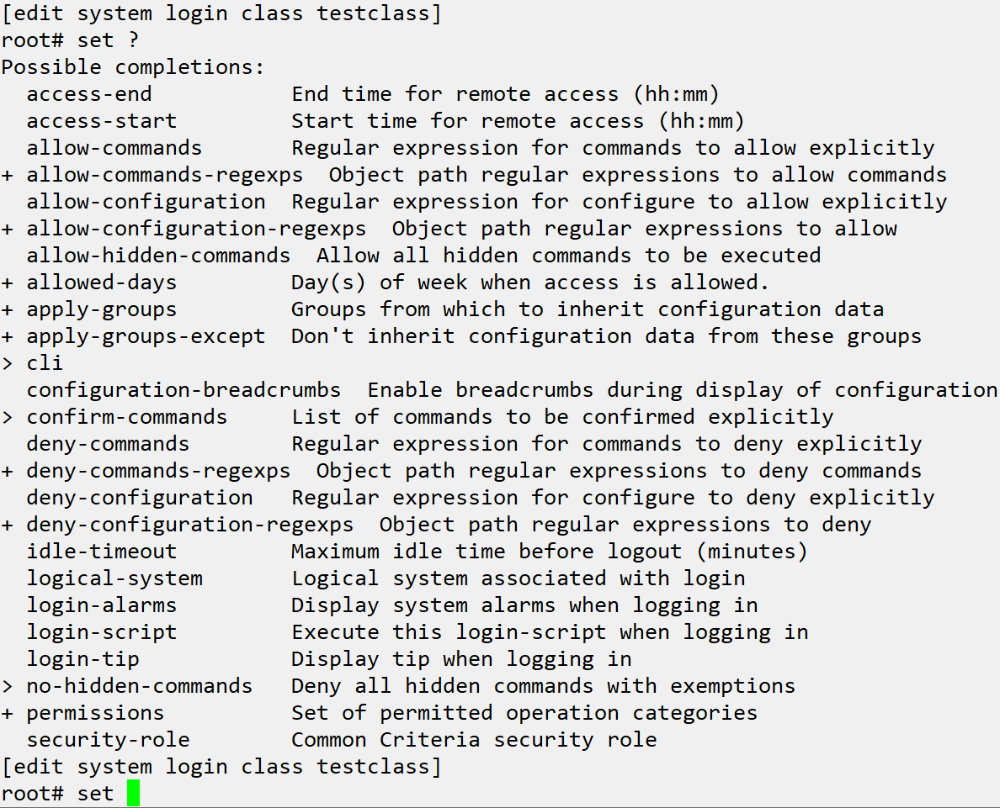 [edit system login class testclass]
root# set ?
Possible completions:
  access-end           End time for remote access (hh:mm)
  access-start         Start time for remote access (hh:mm)
  allow-commands       Regular expression for commands to allow explicitly
+ allow-commands-regexps  Object path regular expressions to allow commands
  allow-configuration  Regular expression for configure to allow explicitly
+ allow-configuration-regexps  Object path regular expressions to allow
  allow-hidden-commands  Allow all hidden commands to be executed
+ allowed-days         Day(s) of week when access is allowed.
+ apply-groups         Groups from which to inherit configuration data
+ apply-groups-except  Don't inherit configuration data from these groups
> cli
  configuration-breadcrumbs  Enable breadcrumbs during display of configuration
> confirm-commands     List of commands to be confirmed explicitly
  deny-commands        Regular expression for commands to deny explicitly
+ deny-commands-regexps  Object path regular expressions to deny commands
  deny-configuration   Regular expression for configure to deny explicitly
+ deny-configuration-regexps  Object path regular expressions to deny
  idle-timeout         Maximum idle time before logout (minutes)
  logical-system       Logical system associated with login
  login-alarms         Display system alarms when logging in
  login-script         Execute this login-script when logging in
  login-tip            Display tip when logging in
> no-hidden-commands   Deny all hidden commands with exemptions
+ permissions          Set of permitted operation categories
  security-role        Common Criteria security role
[edit system login class testclass]
root# set